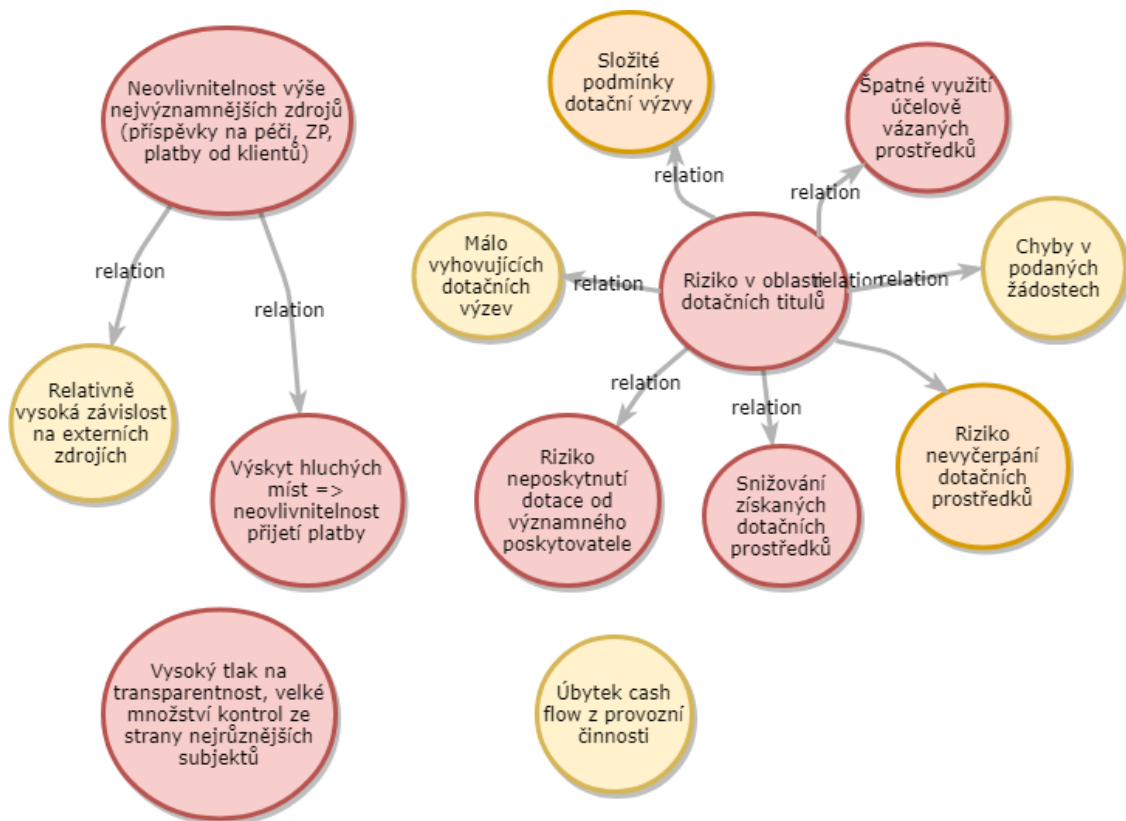 Neovlivnitelnost výše
nejvýznamnějších zdrojů
(příspěvky na péči, ZP,
platby od klientů)
relation
relation
Relativně
vysoká závislost
na externích
zdrojích
Výskyt hluchých
míst =>
neovlivnitelnost
přijetí platby
Složité
podmínky
dotační výzvy
Špatné využití
účelově
vázaných
prostředků
relation
relation
Málo
vyhovujících
dotačních
výzev
relation
Riziko v oblasti
dotačních titulů
relation
relation
Chyby v
podaných
žádostech
relation
relation
Riziko
neposkytnutí
dotace od
významného
poskytovatele
Snižování
získaných
dotačních
prostředků
Riziko
nevyčerpání
dotačních
prostředků
Vysoký tlak na
transparentnost, velké
množství kontrol ze
strany nejrůznějších
subjektů
Úbytek cash
flow z provozní
činnosti